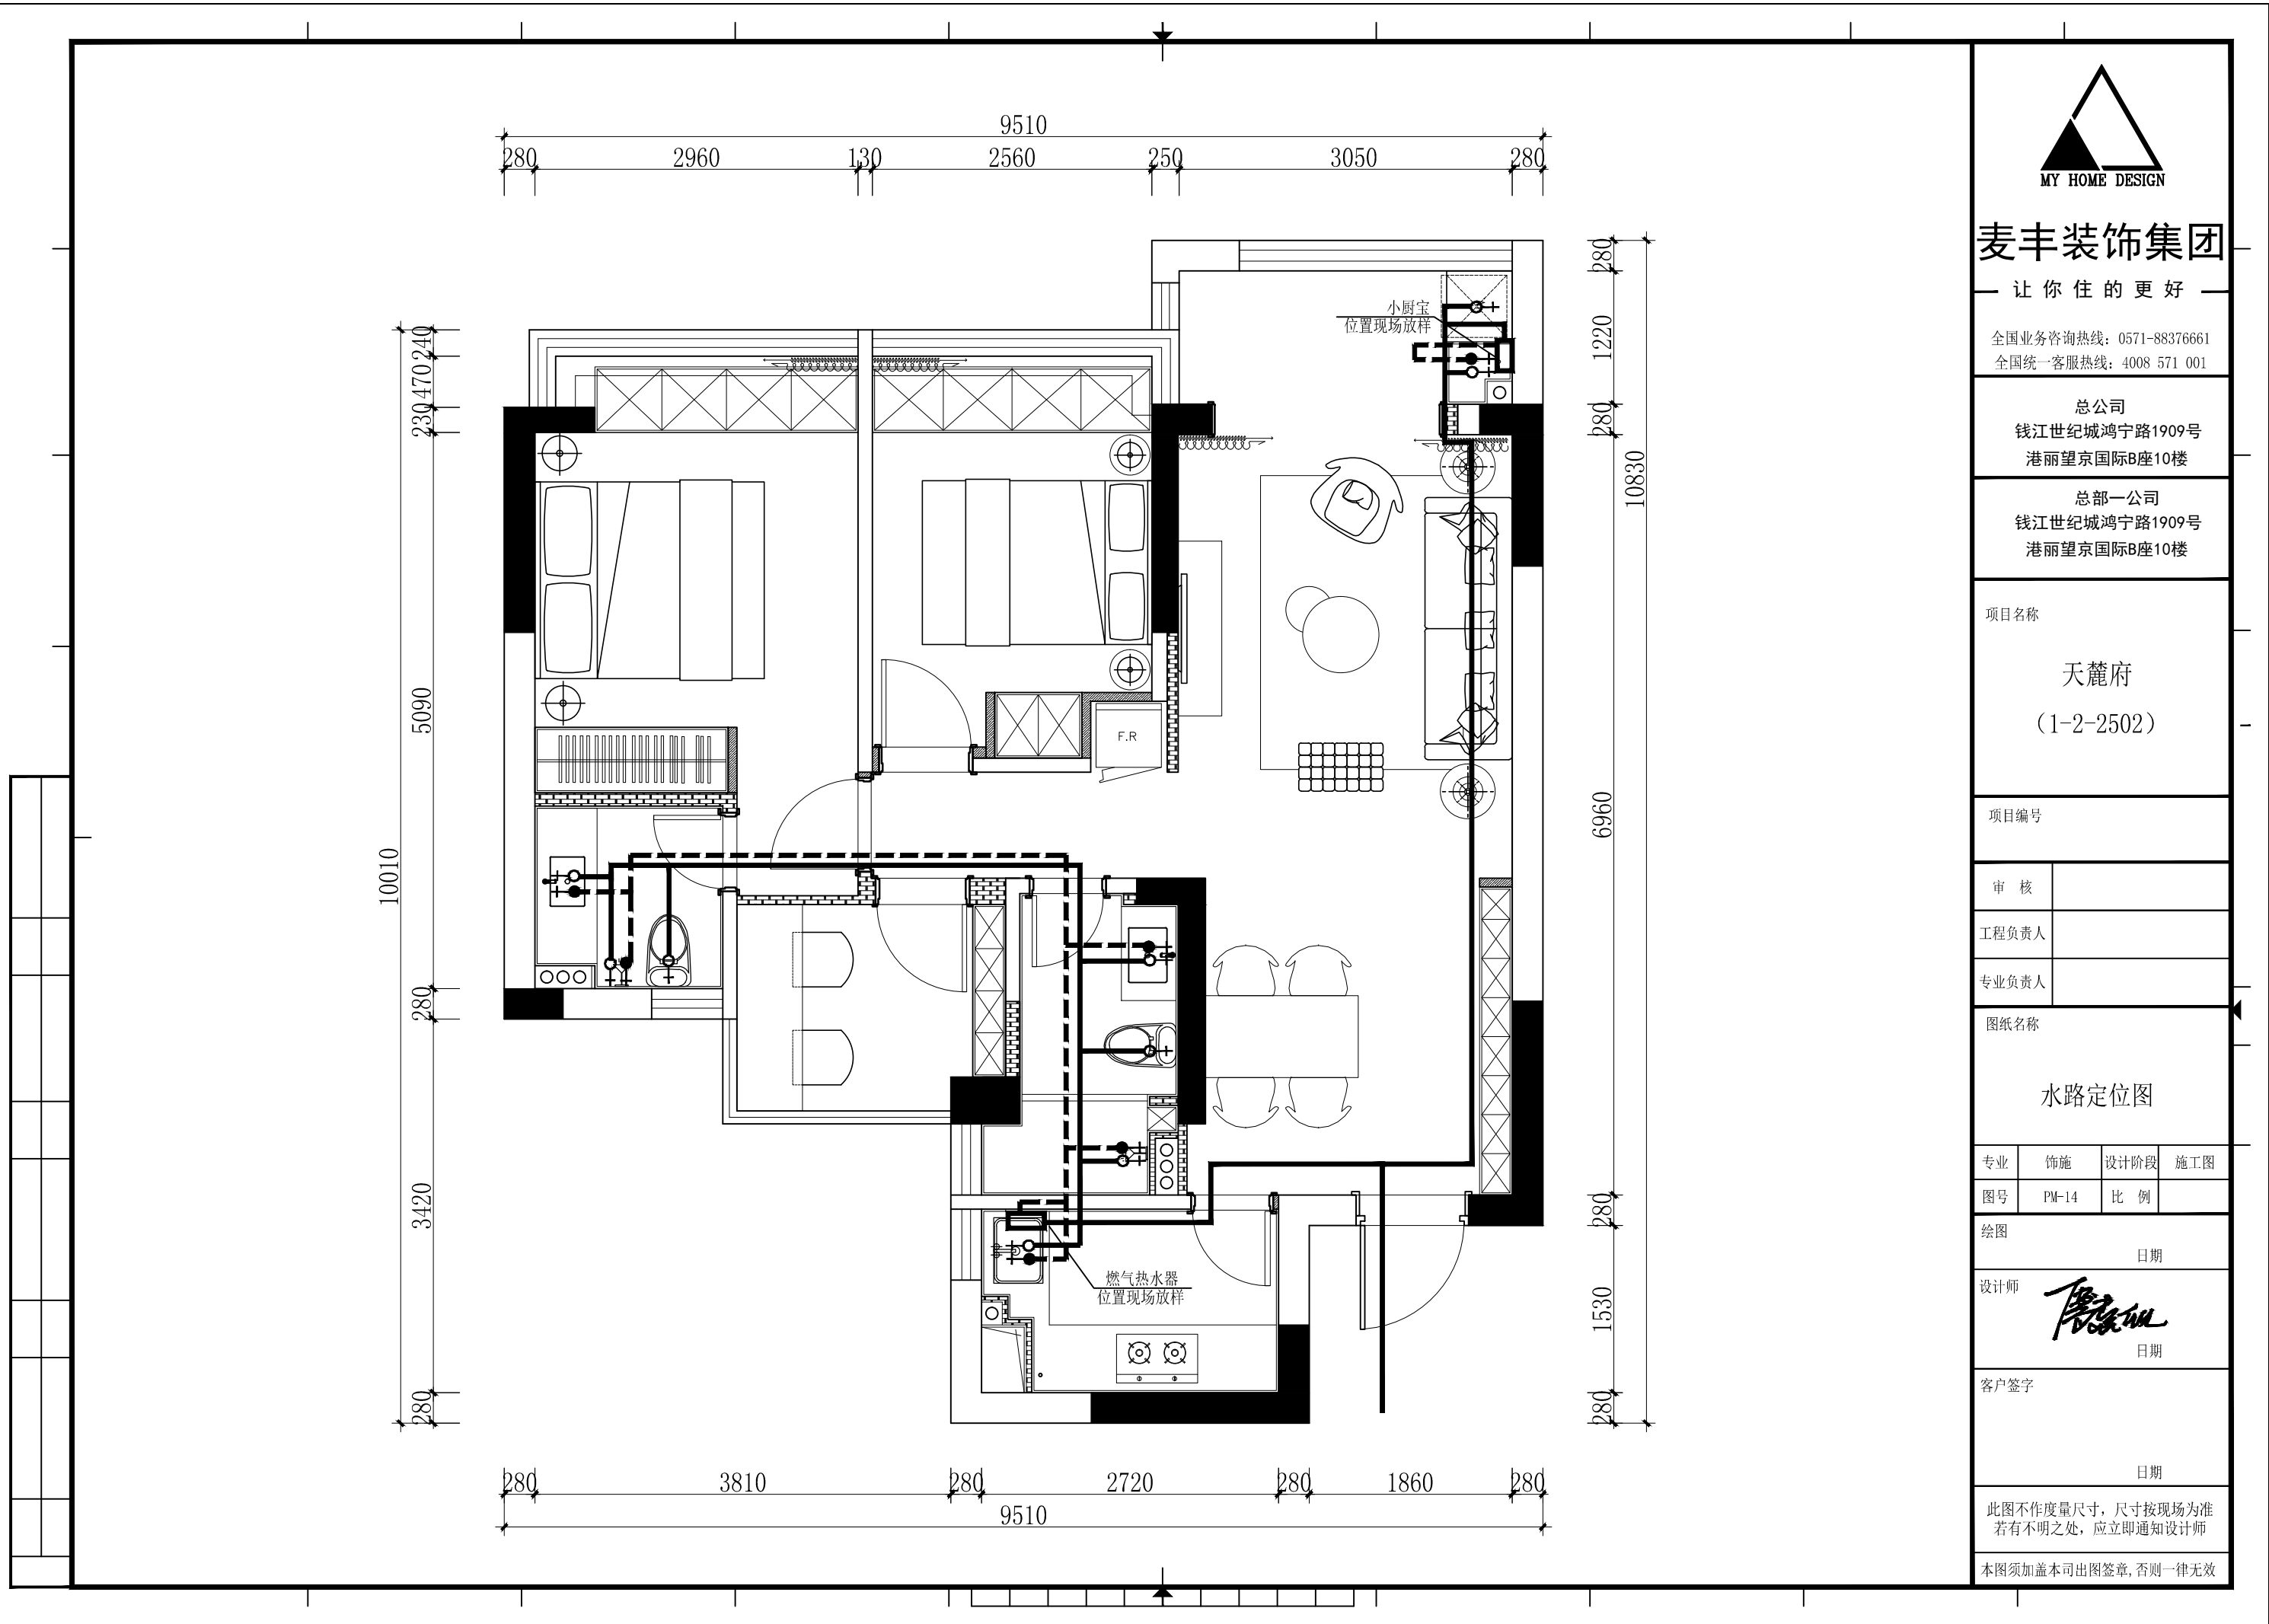 9510
280 2960 130 2560 250 3050 280
小厨宝
位置现场放样
F.R
燃气热水器
位置现场放样
240
470
230
5090
280
3420
280
10010
280
1220
280
6960
280
1530
280
10830
280 3810 280 2720 280 1860 280
9510
MY HOME DESIGN
麦丰装饰集团
让你住的更好
全国业务咨询热线：0571-88376661
全国统一客服热线：4008 571 001
总公司
钱江世纪城鸿宁路1909号
港丽望京国际B座10楼
总部一公司
钱江世纪城鸿宁路1909号
港丽望京国际B座10楼
项目名称
天麓府
（1-2-2502）
项目编号
审 核
工程负责人
专业负责人
图纸名称
水路定位图
专业 饰施 设计阶段 施工图
图号 PM-14 比 例
绘图
日期
设计师
日期
客户签字
日期
此图不作度量尺寸，尺寸按现场为准
若有不明之处，应立即通知设计师
本图须加盖本司出图签章,否则一律无效